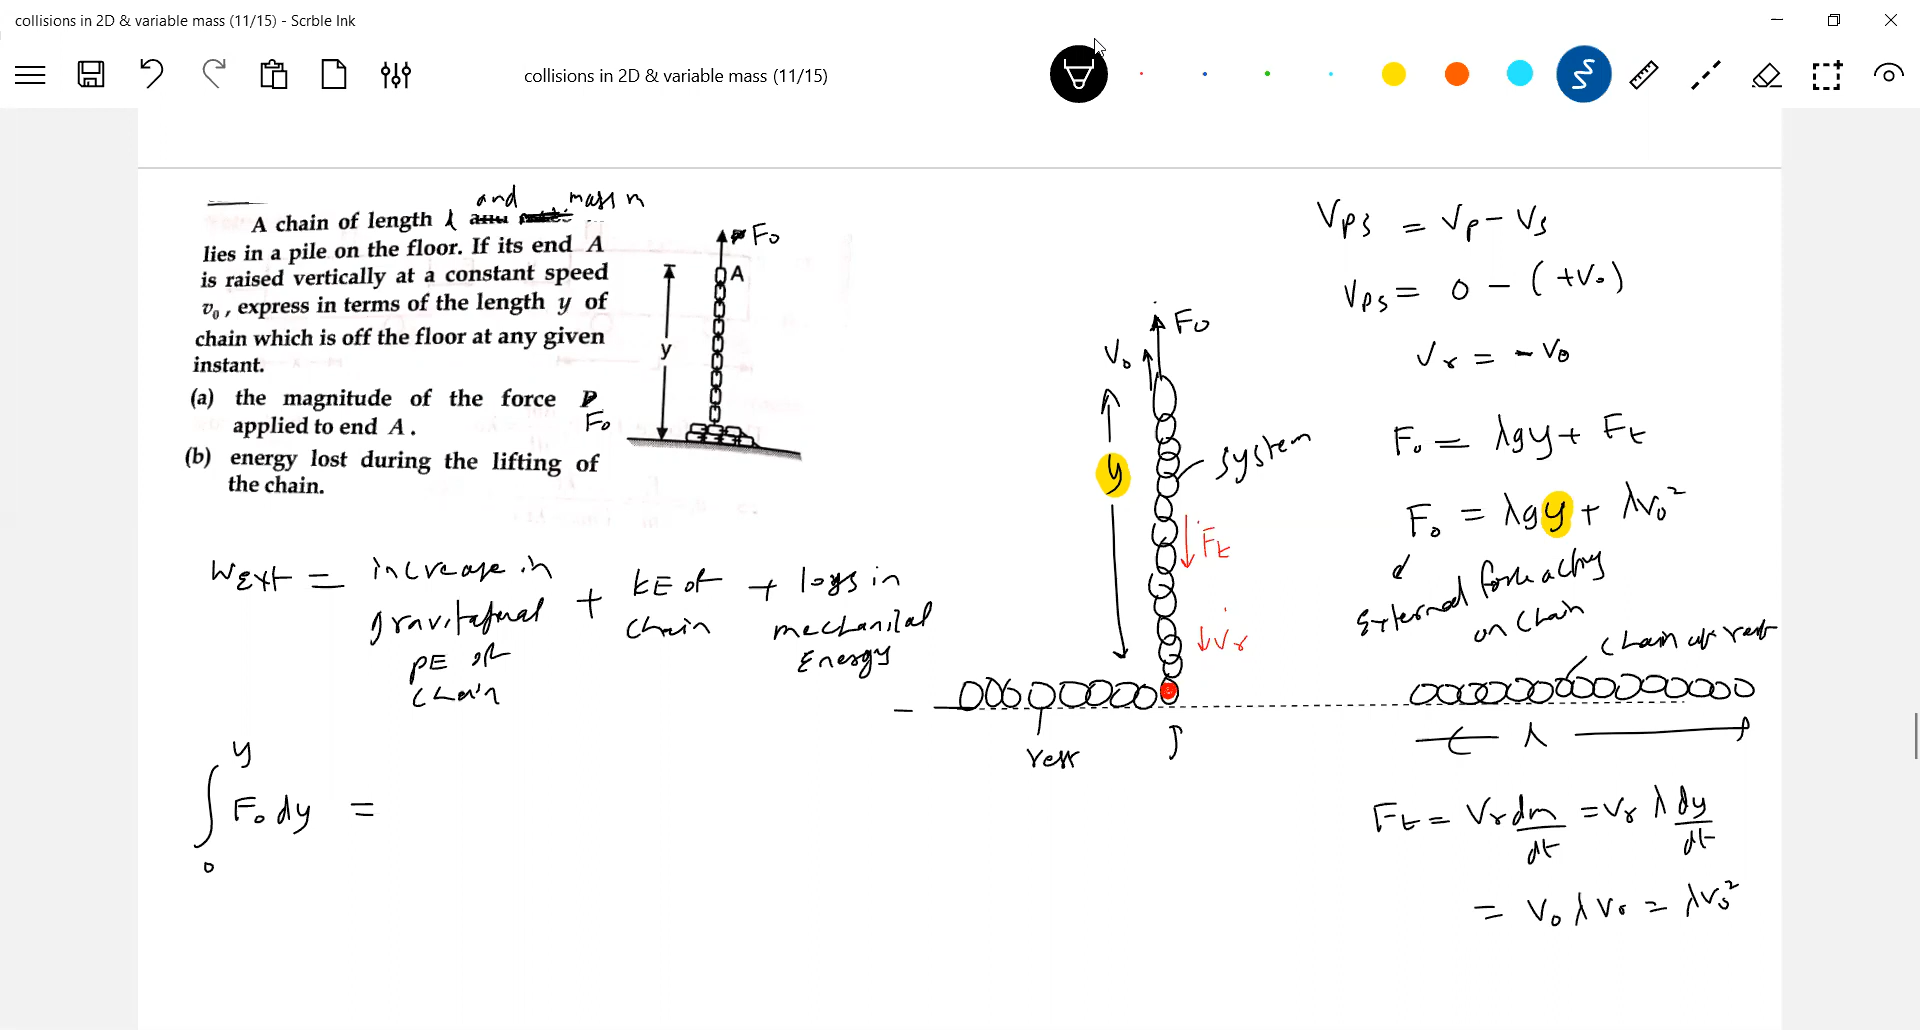 collisions in 2D & variable mass (11/15) - Scrble Ink
collisions in 2D & variable mass (11/15)
and mass m
A chain of length l
lies in a pile on the floor. If its end A
is raised vertically at a constant speed
v₀, express in terms of the length y of
chain which is off the floor at any given
instant.
(a) the magnitude of the force
F₀
applied to end A.
(b) energy lost during the lifting of
the chain.
F₀
A
y
Wext = increase in gravitational PE of chain + KE of chain + loss in mechanical Energy
∫₀^y F₀ dy =
F₀
V₀
y
system
Ft
Vr
rest
Vps = Vp - Vs
Vps = 0 - (+V₀)
Vr = -V₀
F₀ = λgy + Ft
F₀ = λgy + λv₀²
External force acting
on chain
chain at rest
λ
Ft = Vr dm/dt = Vr λ dy/dt
= V₀ λ V₀ = λv₀²